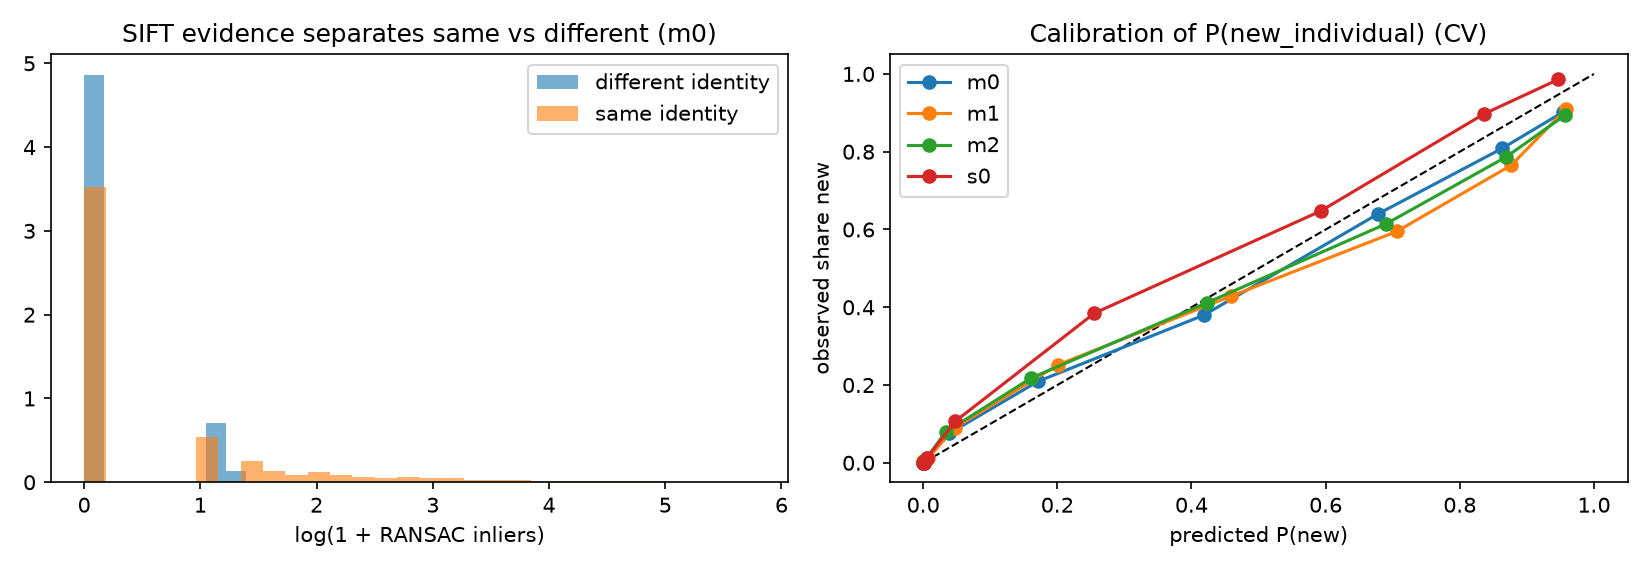 SIFT evidence separates same vs different (m0)
different identity
same identity
5
4
3
2
1
0
0 1 2 3 4 5 6
log(1 + RANSAC inliers)
Calibration of P(new_individual) (CV)
m0
m1
m2
s0
observed share new
1.0
0.8
0.6
0.4
0.2
0.0
0.0 0.2 0.4 0.6 0.8 1.0
predicted P(new)